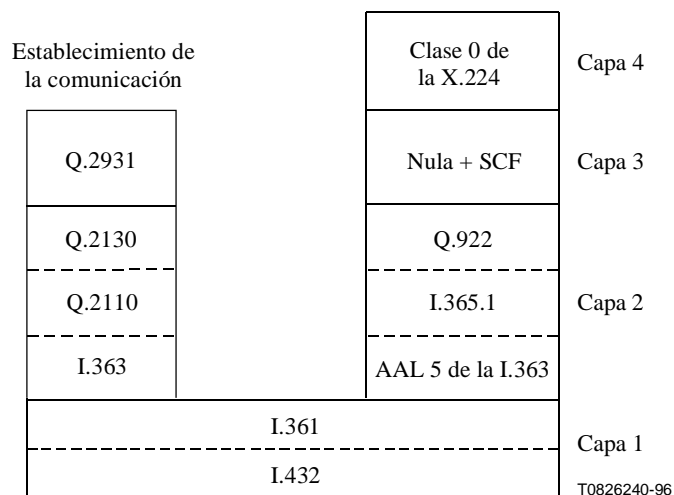 Establecimiento de
la comunicación
Clase 0 de
la X.224
Capa 4
Q.2931
Nula + SCF
Capa 3
Q.2130
Q.922
Q.2110
I.365.1
Capa 2
I.363
AAL 5 de la I.363
I.361
Capa 1
I.432
T0826240-96